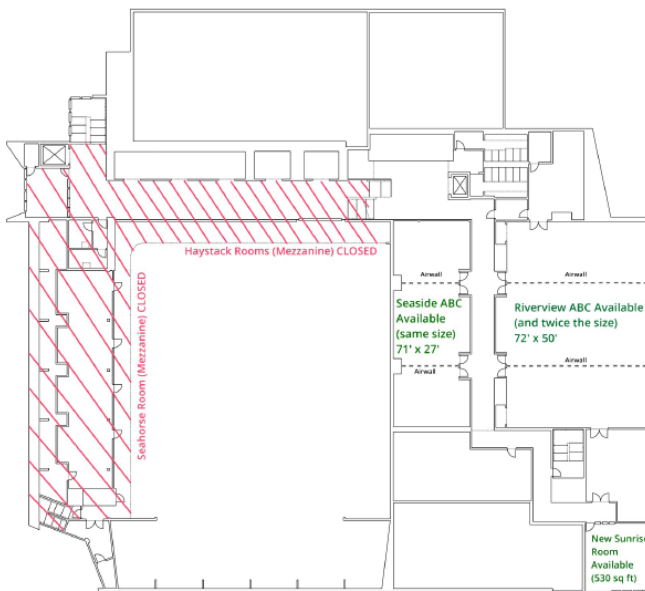 Haystack Rooms (Mezzanine) CLOSED
Seahorse Room (Mezzanine) CLOSED
Airwall
Seaside ABC
Available
(same size)
71' x 27'
Airwall
Airwall
Riverview ABC Available
(and twice the size)
72' x 50'
Airwall
New Sunrise
Room
Available
(530 sq ft)